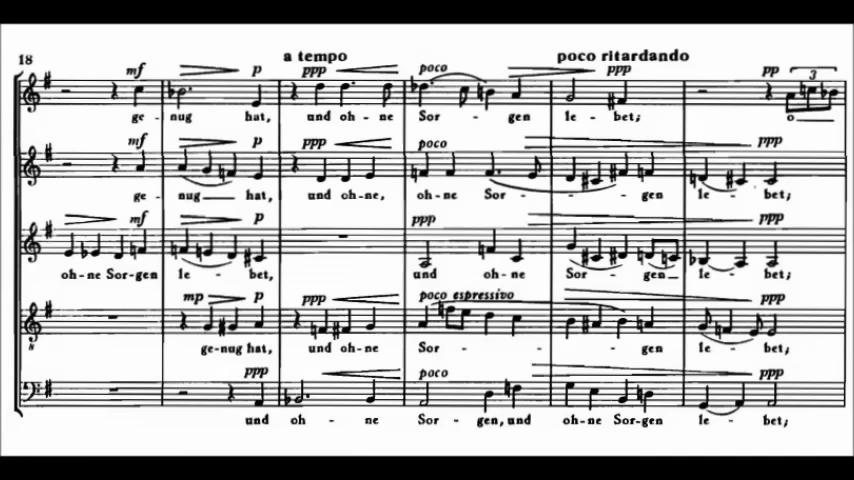 18 a tempo poco ritardando
mf p ppp poco ppp pp 3
ge - nug hat, und oh - ne Sor - - gen le - bet; o
mf p ppp poco ppp
ge - nug hat, und oh - ne, ohne Sor - - - gen le - bet;
mf p ppp ppp
oh-ne Sor-gen le - bet, und oh-ne Sor - gen le - bet;
mp p ppp poco espressivo ppp
ge-nug hat, und oh-ne Sor - - - gen le - bet;
8
ppp poco ppp
und oh - ne Sor - gen, und oh-ne Sor-gen le - bet;